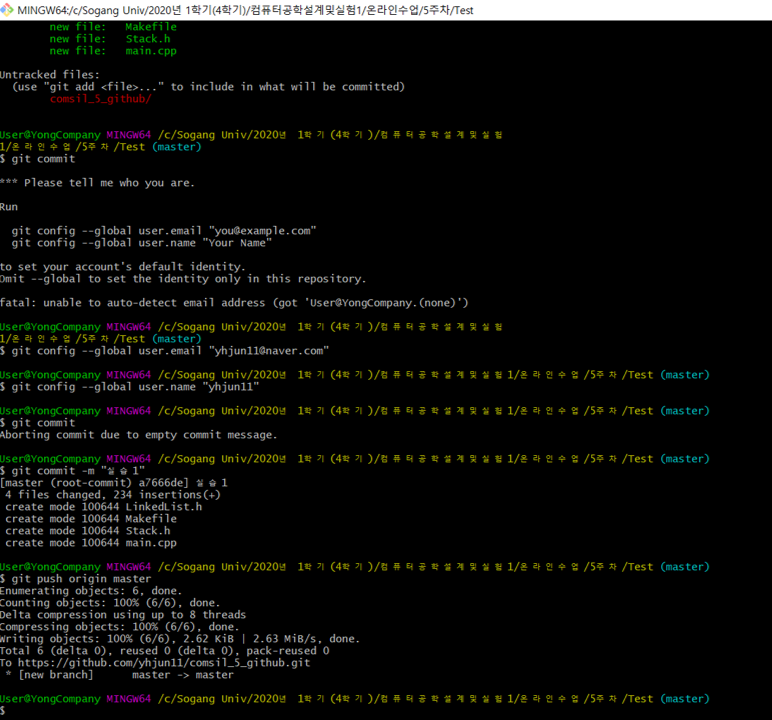 MINGW64:/c/Sogang Univ/2020년 1학기(4학기)/컴퓨터공학설계및실험1/온라인수업/5주차/Test
new file:   Makefile
new file:   Stack.h
new file:   main.cpp
Untracked files:
(use "git add <file>..." to include in what will be committed)
comsil_5_github/
User@YongCompany MINGW64 /c/Sogang Univ/2020년 1학기(4학기)/컴퓨터공학설계및실험
1/온라인수업/5주차/Test (master)
$ git commit
*** Please tell me who you are.
Run
git config --global user.email "you@example.com"
git config --global user.name "Your Name"
to set your account's default identity.
Omit --global to set the identity only in this repository.
fatal: unable to auto-detect email address (got 'User@YongCompany.(none)')
User@YongCompany MINGW64 /c/Sogang Univ/2020년 1학기(4학기)/컴퓨터공학설계및실험
1/온라인수업/5주차/Test (master)
$ git config --global user.email "yhjun11@naver.com"
User@YongCompany MINGW64 /c/Sogang Univ/2020년 1학기(4학기)/컴퓨터공학설계및실험1/온라인수업/5주차/Test (master)
$ git config --global user.name "yhjun11"
User@YongCompany MINGW64 /c/Sogang Univ/2020년 1학기(4학기)/컴퓨터공학설계및실험1/온라인수업/5주차/Test (master)
$ git commit
Aborting commit due to empty commit message.
User@YongCompany MINGW64 /c/Sogang Univ/2020년 1학기(4학기)/컴퓨터공학설계및실험1/온라인수업/5주차/Test (master)
$ git commit -m "실습1"
[master (root-commit) a7666de] 실습1
4 files changed, 234 insertions(+)
create mode 100644 LinkedList.h
create mode 100644 Makefile
create mode 100644 Stack.h
create mode 100644 main.cpp
User@YongCompany MINGW64 /c/Sogang Univ/2020년 1학기(4학기)/컴퓨터공학설계및실험1/온라인수업/5주차/Test (master)
$ git push origin master
Enumerating objects: 6, done.
Counting objects: 100% (6/6), done.
Delta compression using up to 8 threads
Compressing objects: 100% (6/6), done.
Writing objects: 100% (6/6), 2.62 KiB | 2.63 MiB/s, done.
Total 6 (delta 0), reused 0 (delta 0), pack-reused 0
To https://github.com/yhjun11/comsil_5_github.git
* [new branch]      master -> master
User@YongCompany MINGW64 /c/Sogang Univ/2020년 1학기(4학기)/컴퓨터공학설계및실험1/온라인수업/5주차/Test (master)
$